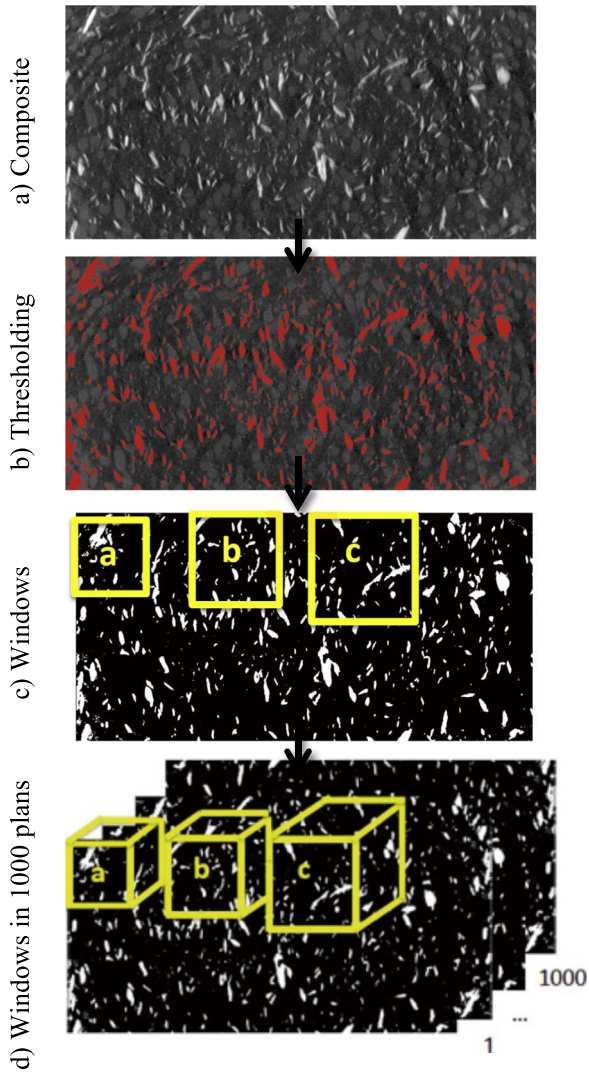 a) Composite
b) Thresholding
c) Windows
a
b
c
d) Windows in 1000 plans
a
b
c
1000
...
1